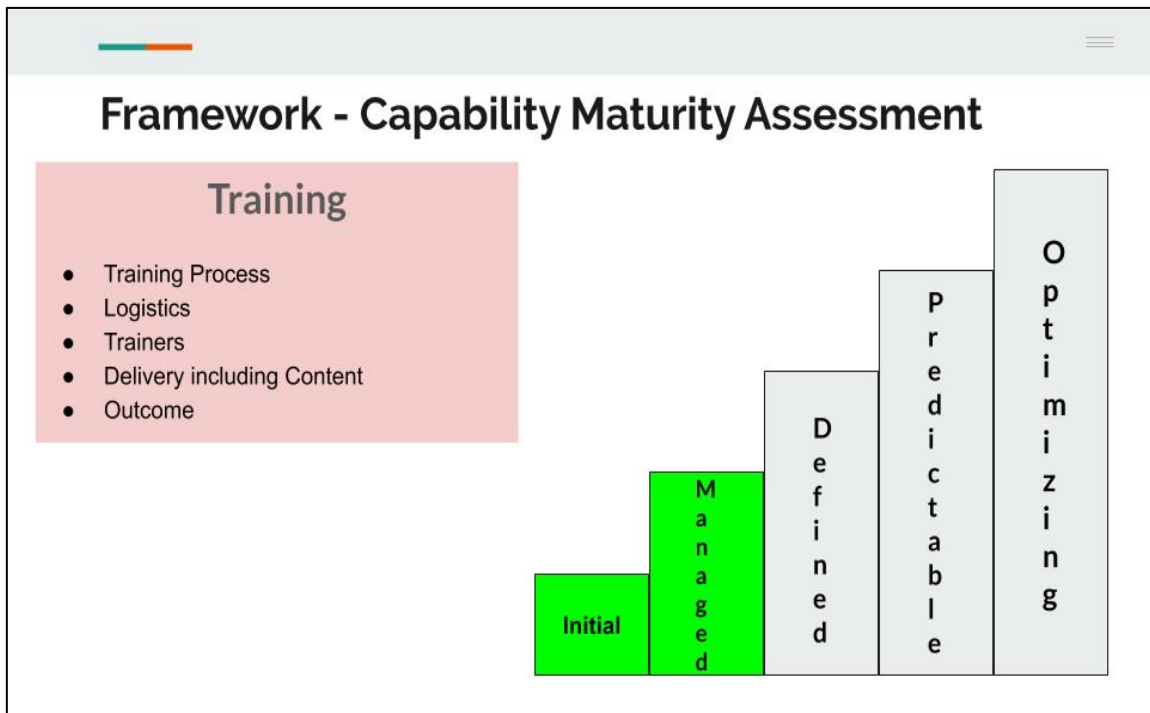 Framework - Capability Maturity Assessment
Training
● Training Process
● Logistics
● Trainers
● Delivery including Content
● Outcome
Initial
Managed
Defined
Predictable
Optimizing